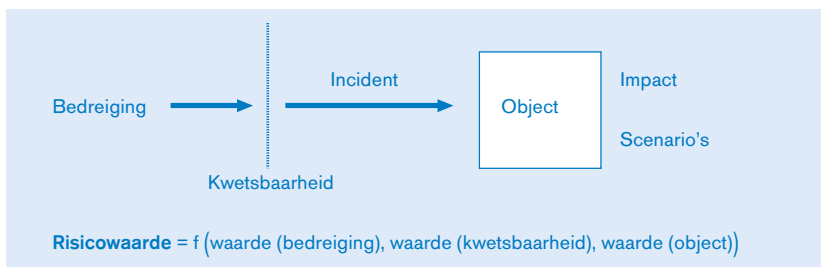 Incident
Impact
Bedreiging
Object
Scenario's
Kwetsbaarheid
Risicowaarde = f (waarde (bedreiging), waarde (kwetsbaarheid), waarde (object))